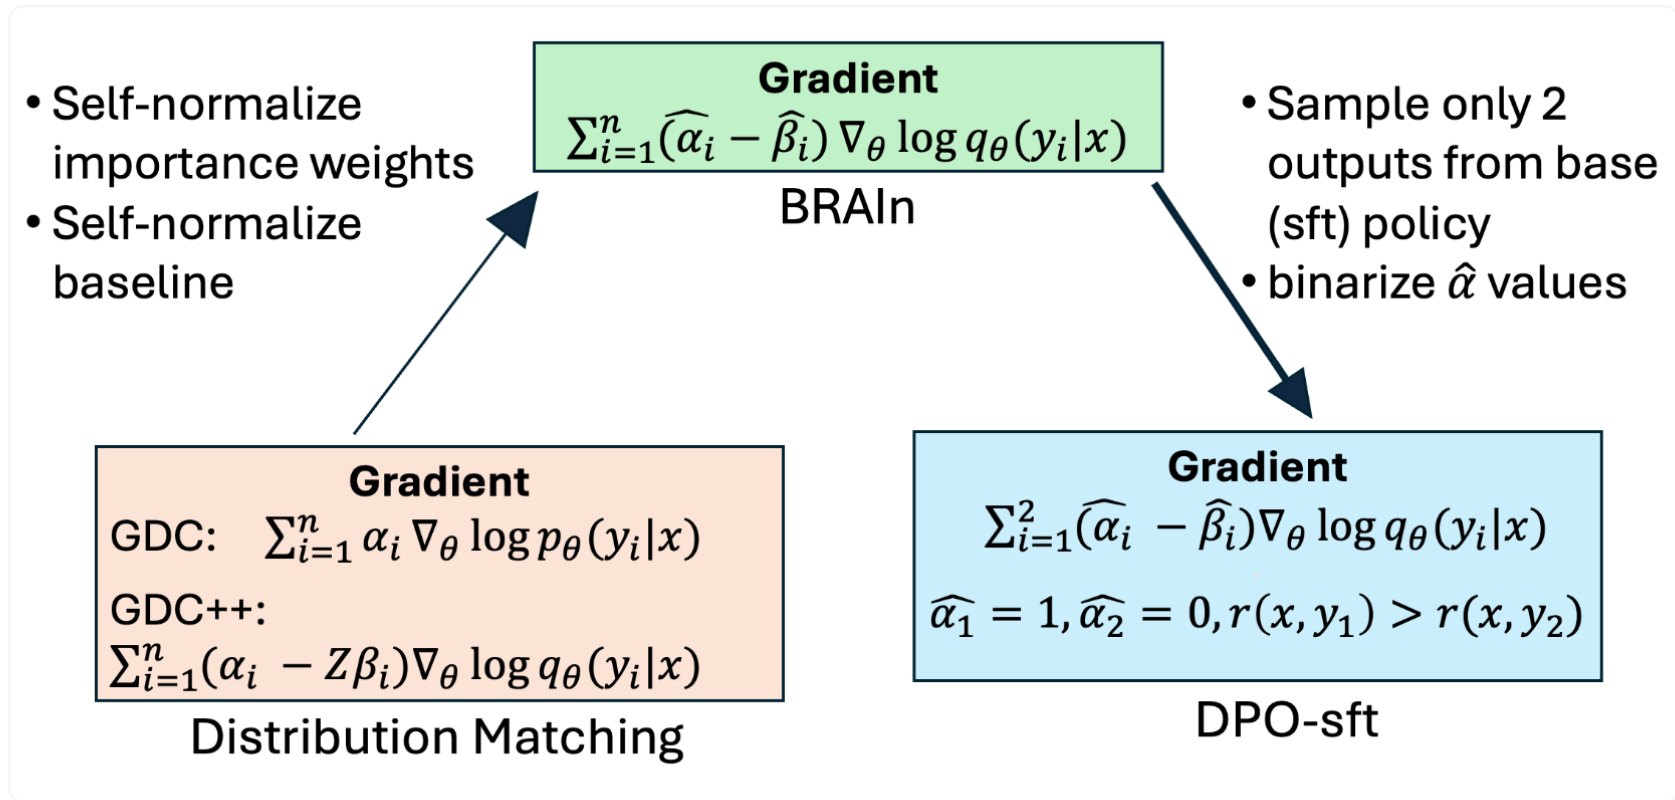 • Self-normalize
importance weights
• Self-normalize
baseline
Gradient
∑ⁿᵢ₌₁(α̂ᵢ − β̂ᵢ) ∇θ log qθ(yᵢ|x)
BRAIn
• Sample only 2
outputs from base
(sft) policy
• binarize α̂ values
Gradient
GDC: ∑ⁿᵢ₌₁ αᵢ ∇θ log pθ(yᵢ|x)
GDC++:
∑ⁿᵢ₌₁(αᵢ − Zβᵢ)∇θ log qθ(yᵢ|x)
Distribution Matching
Gradient
∑²ᵢ₌₁(α̂ᵢ − β̂ᵢ)∇θ log qθ(yᵢ|x)
α̂₁ = 1, α̂₂ = 0, r(x, y₁) > r(x, y₂)
DPO-sft